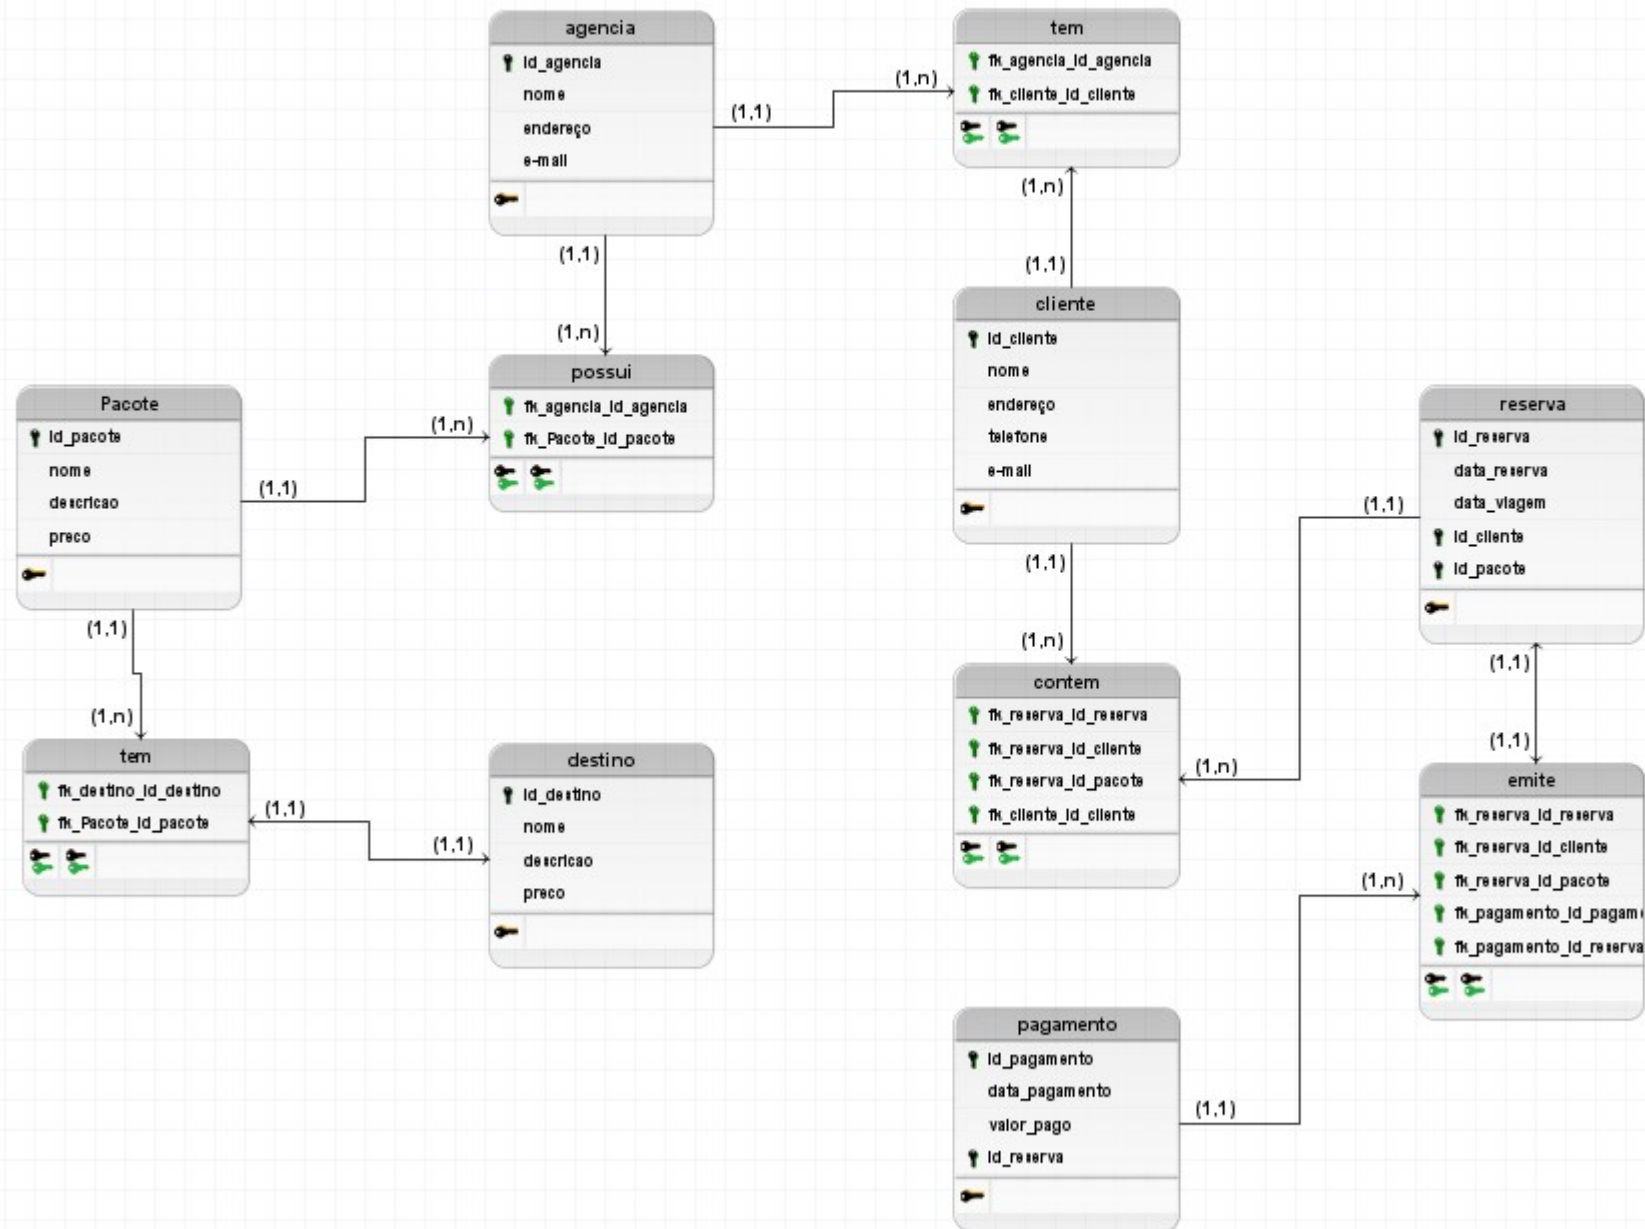 agencia
id_agencia
nome
endereço
e-mail
tem
fk_agencia_id_agencia
fk_cliente_id_cliente
(1,1)
(1,n)
(1,n)
(1,1)
(1,1)
(1,n)
cliente
id_cliente
nome
endereço
telefone
e-mail
possui
fk_agencia_id_agencia
fk_Pacote_id_pacote
Pacote
id_pacote
nome
descricao
preco
(1,1)
(1,n)
reserva
id_reserva
data_reserva
data_viagem
id_cliente
id_pacote
(1,1)
(1,n)
(1,1)
(1,n)
(1,1)
(1,n)
(1,1)
(1,1)
tem
fk_destino_id_destino
fk_Pacote_id_pacote
(1,1)
(1,1)
destino
id_destino
nome
descricao
preco
contem
fk_reserva_id_reserva
fk_reserva_id_cliente
fk_reserva_id_pacote
fk_cliente_id_cliente
emite
fk_reserva_id_reserva
fk_reserva_id_cliente
fk_reserva_id_pacote
fk_pagamento_id_pagam
fk_pagamento_id_reserva
(1,n)
(1,1)
pagamento
id_pagamento
data_pagamento
valor_pago
id_reserva